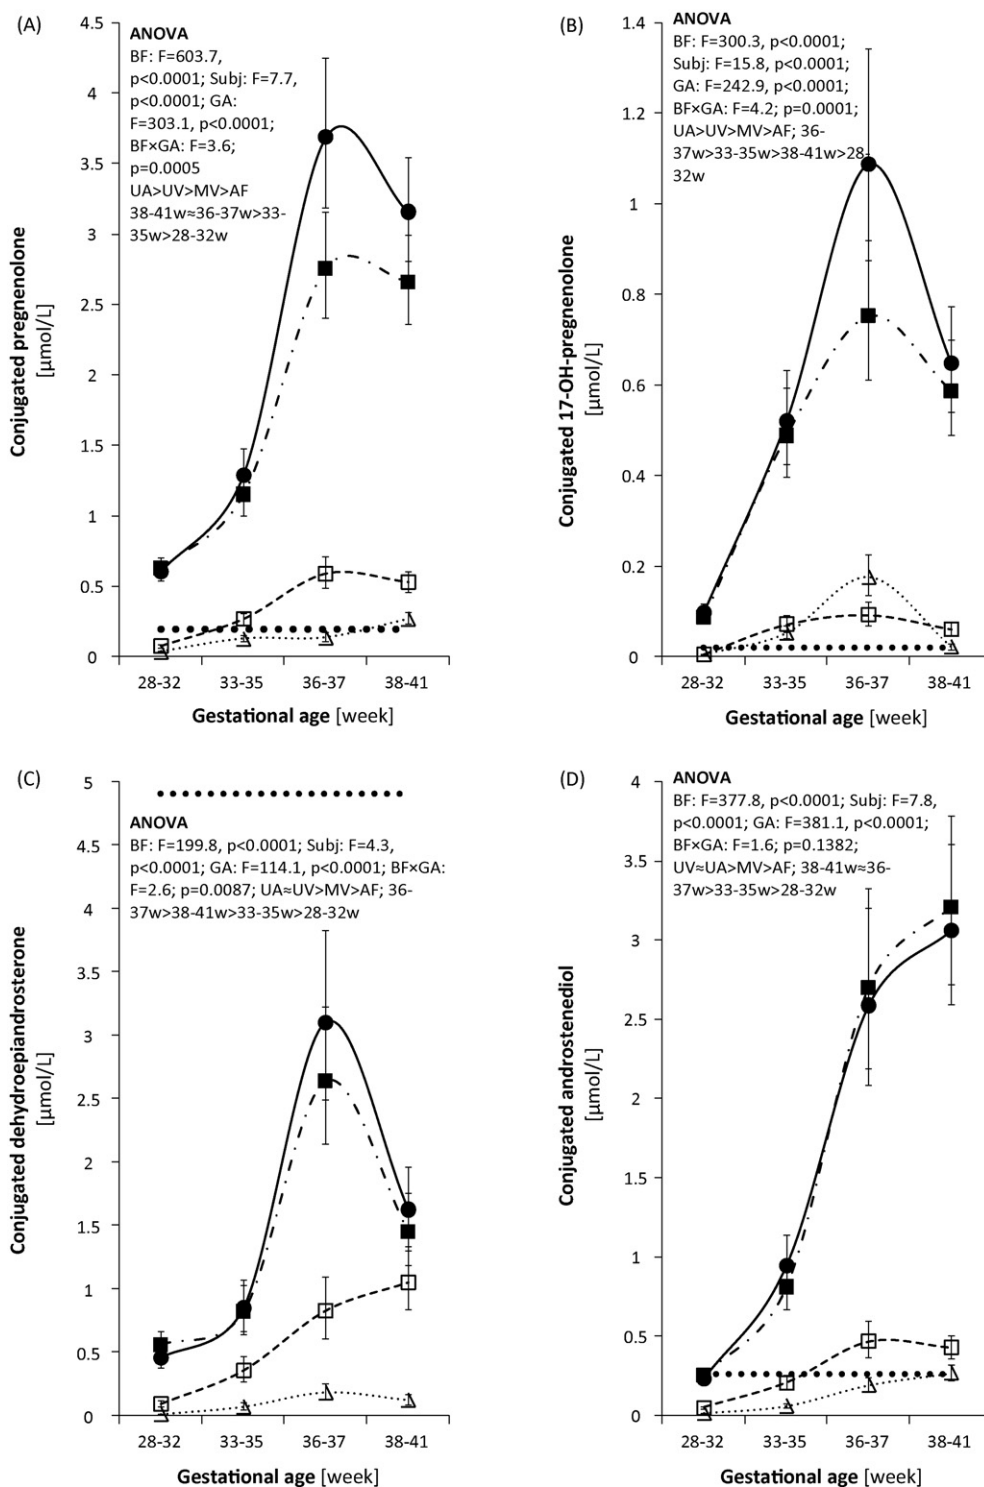 (A)
4.5
4
3.5
3
2.5
2
1.5
1
0.5
0
Conjugated pregnenolone
[µmol/L]
ANOVA
BF: F=603.7,
p<0.0001; Subj: F=7.7,
p<0.0001; GA:
F=303.1, p<0.0001;
BF×GA: F=3.6;
p=0.0005
UA>UV>MV>AF
38-41w≈36-37w>33-
35w>28-32w
28-32 33-35 36-37 38-41
Gestational age [week]
(B)
1.4
1.2
1
0.8
0.6
0.4
0.2
0
Conjugated 17-OH-pregnenolone
[µmol/L]
ANOVA
BF: F=300.3, p<0.0001;
Subj: F=15.8, p<0.0001;
GA: F=242.9, p<0.0001;
BF×GA: F=4.2; p=0.0001;
UA>UV>MV>AF; 36-
37w>33-35w>38-41w>28-
32w
28-32 33-35 36-37 38-41
Gestational age [week]
(C)
5
4.5
4
3.5
3
2.5
2
1.5
1
0.5
0
Conjugated dehydroepiandrosterone
[µmol/L]
ANOVA
BF: F=199.8, p<0.0001; Subj: F=4.3,
p<0.0001; GA: F=114.1, p<0.0001; BF×GA:
F=2.6; p=0.0087; UA≈UV>MV>AF; 36-
37w>38-41w>33-35w>28-32w
28-32 33-35 36-37 38-41
Gestational age [week]
(D)
4
3.5
3
2.5
2
1.5
1
0.5
0
Conjugated androstenediol
[µmol/L]
ANOVA
BF: F=377.8, p<0.0001; Subj: F=7.8,
p<0.0001; GA: F=381.1, p<0.0001;
BF×GA: F=1.6; p=0.1382;
UV≈UA>MV>AF; 38-41w≈36-
37w>33-35w>28-32w
28-32 33-35 36-37 38-41
Gestational age [week]